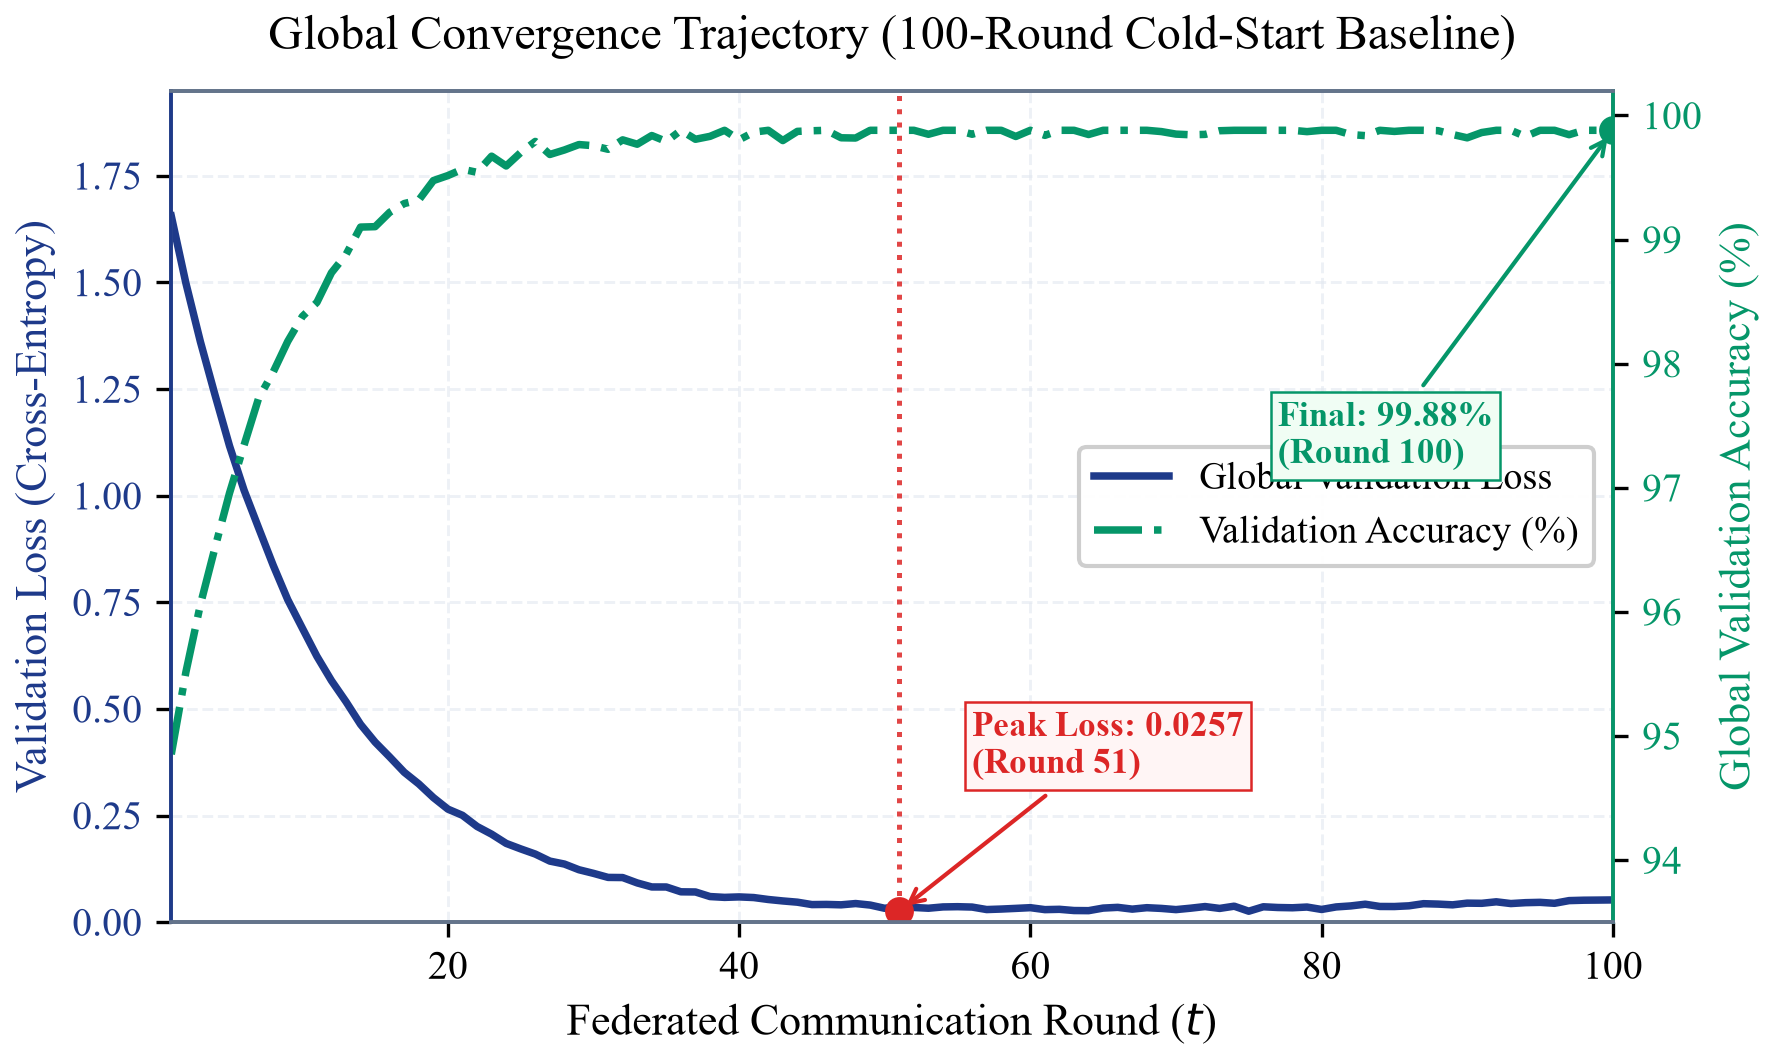 Global Convergence Trajectory (100-Round Cold-Start Baseline)
Validation Loss (Cross-Entropy)
1.75
1.50
1.25
1.00
0.75
0.50
0.25
0.00
100
99
98
97
96
95
94
Global Validation Accuracy (%)
Final: 99.88%
(Round 100)
Global Validation Loss
Validation Accuracy (%)
Peak Loss: 0.0257
(Round 51)
20
40
60
80
100
Federated Communication Round (t)